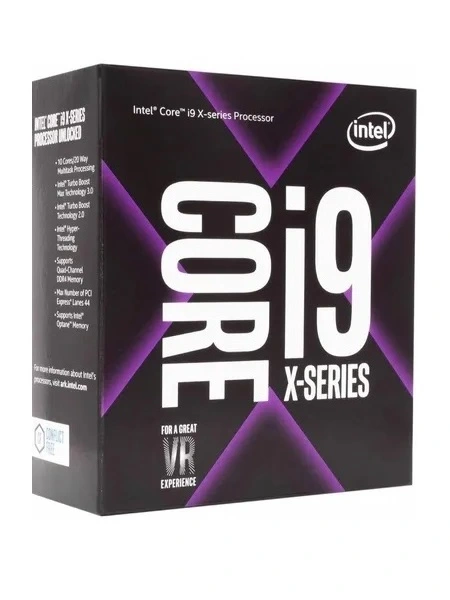 INTEL® CORE™ i9 X-SERIES
PROCESSOR UNLOCKED
• 10 Cores/20 Way
Multitask Processing
• Intel® Turbo Boost
Max Technology 3.0
• Intel® Turbo Boost
Technology 2.0
• Intel® Hyper-
Threading
Technology
• Supports
Quad-Channel
DDR4 Memory
• Max Number of PCI
Express® Lanes 44
• Supports Intel®
Optane™ Memory
For more information about Intel's
processors, visit ark.intel.com
CONFLICT
FREE
Intel® Core™ i9 X-series Processor
intel
CORE i9
X-SERIES
FOR A GREAT
VR
EXPERIENCE